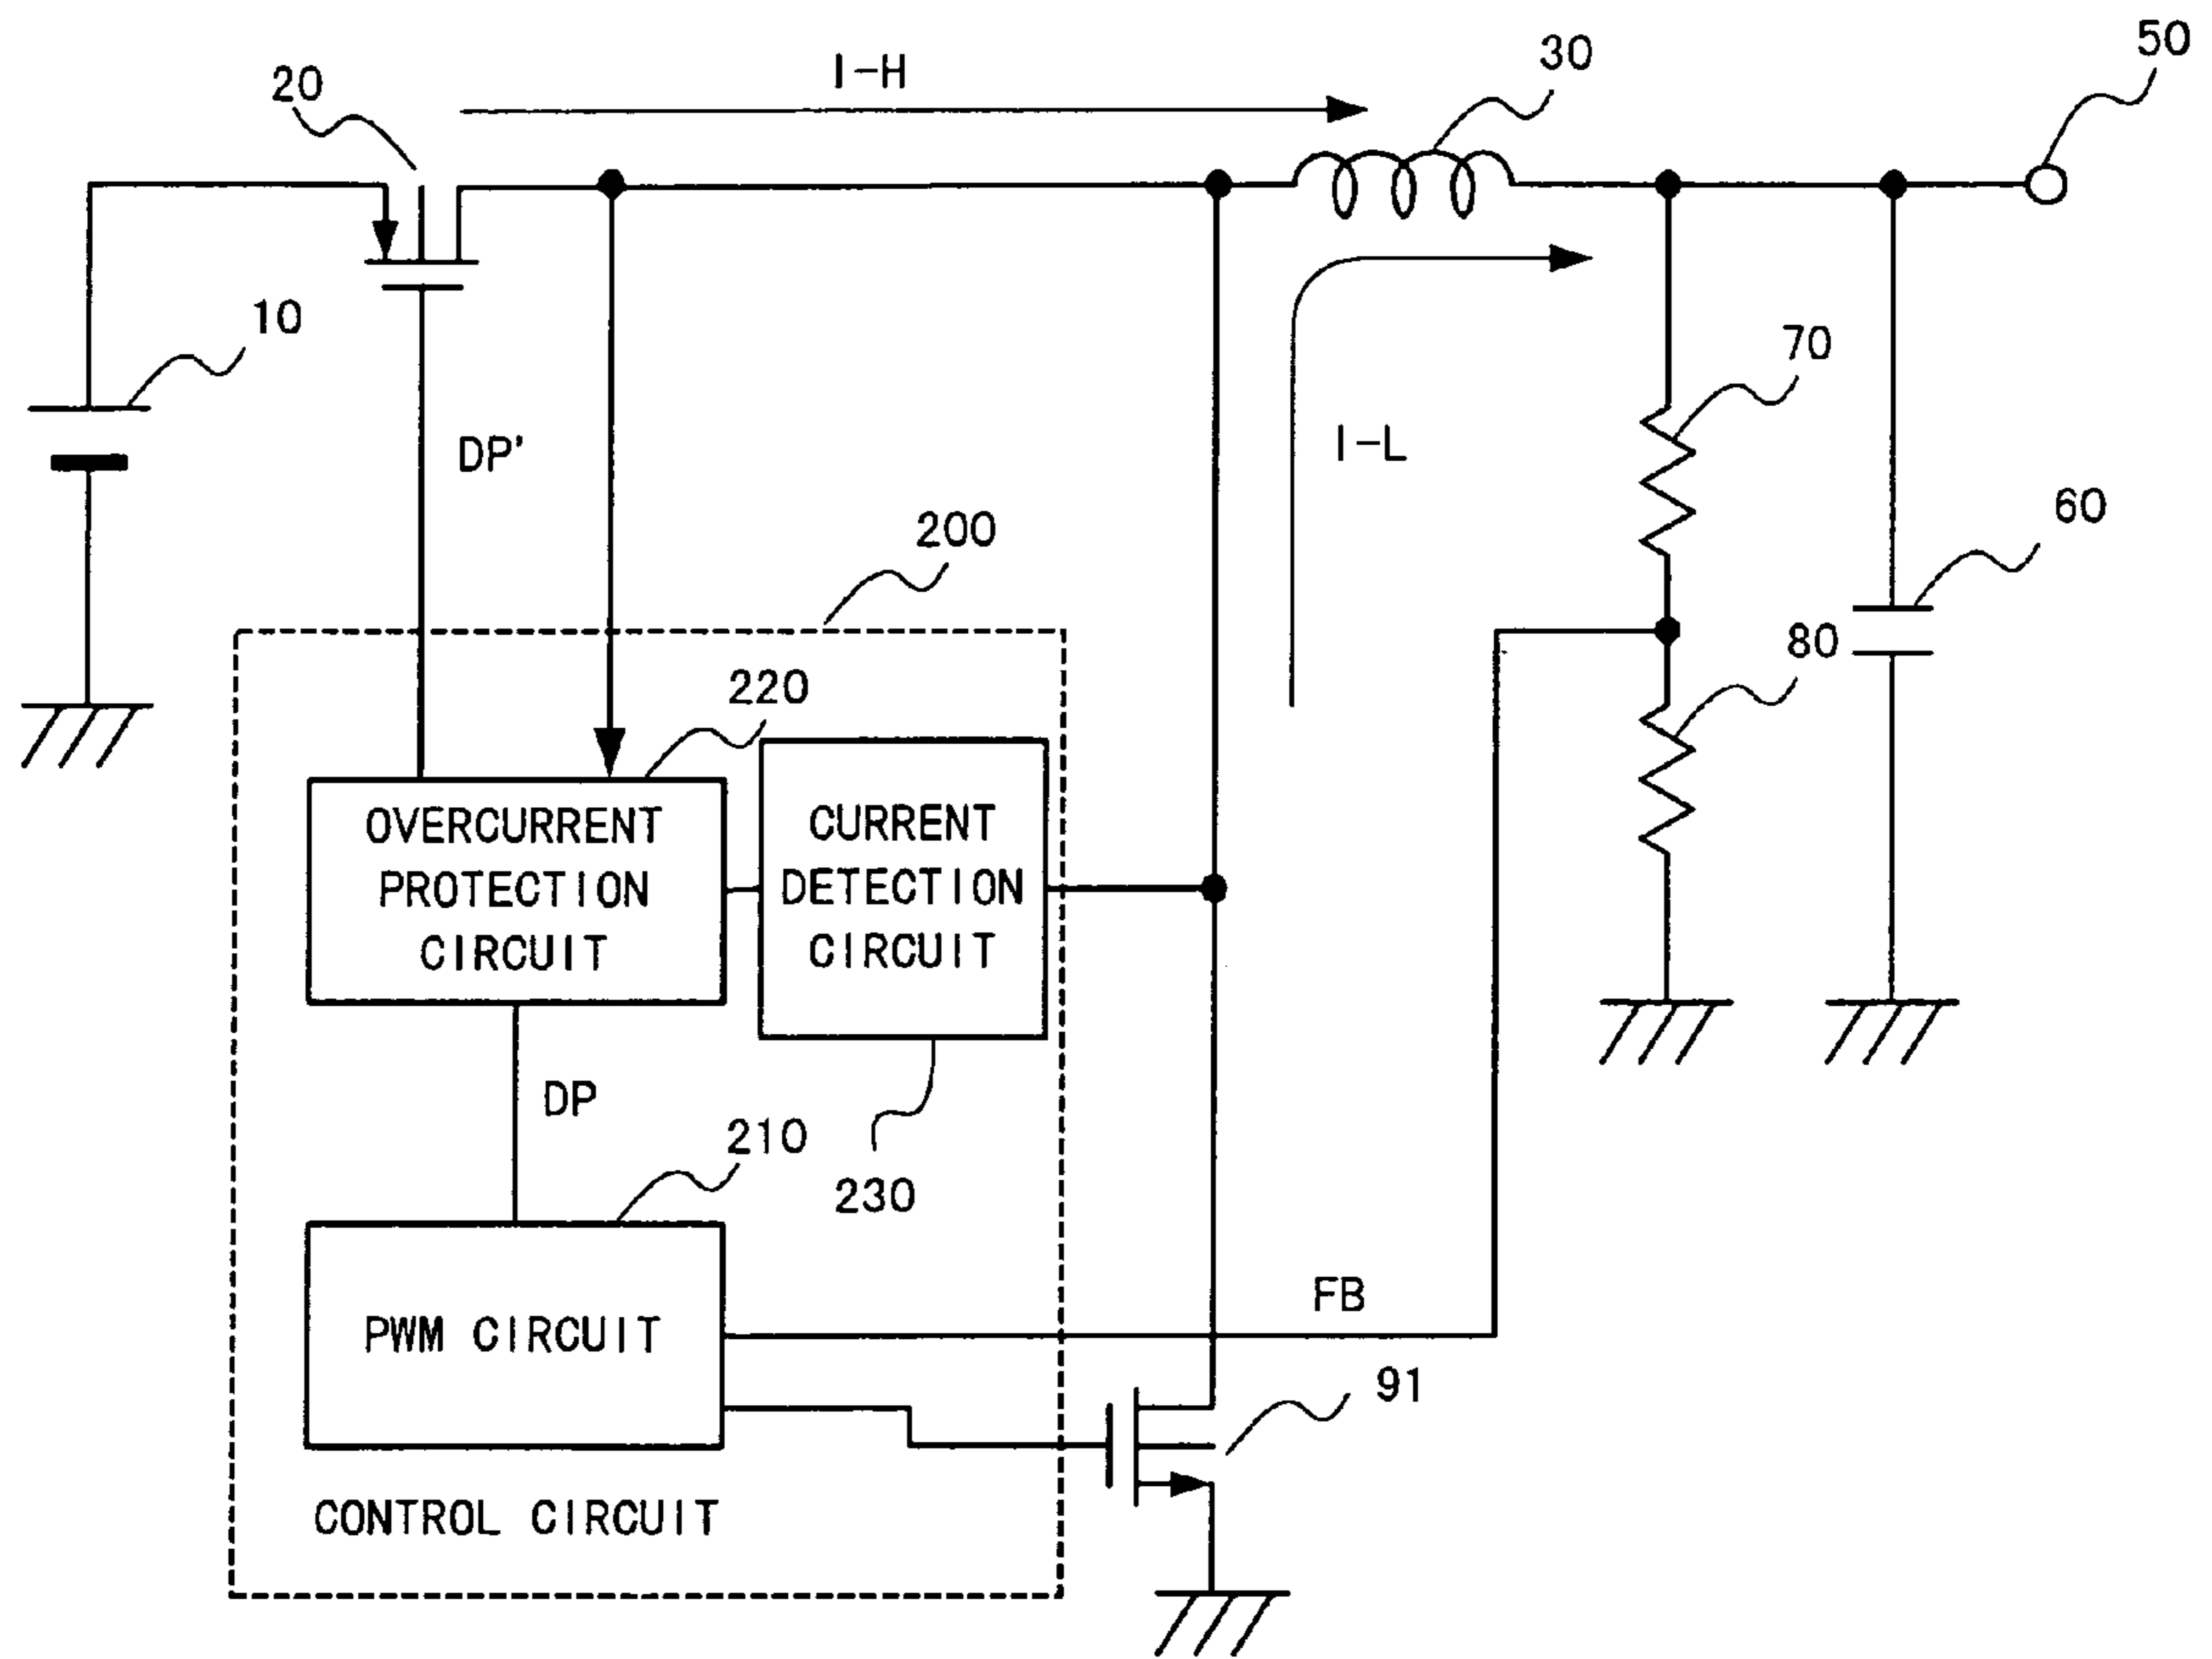 50
30
I-H
20
10
70
DP'
I-L
60
200
80
220
OVERCURRENT
PROTECTION
CIRCUIT
CURRENT
DETECTION
CIRCUIT
DP
210
230
FB
PWM CIRCUIT
91
CONTROL CIRCUIT